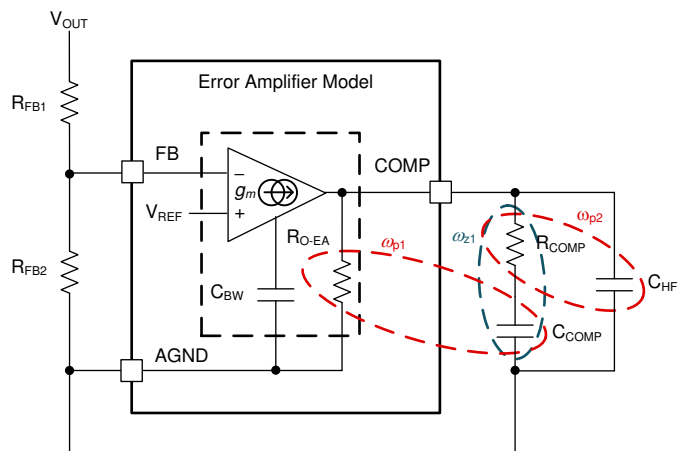 VOUT
Error Amplifier Model
RFB1
FB
COMP
−
gm
VREF
+
RO-EA
ωp1
ωz1
ωp2
RCOMP
RFB2
CBW
CHF
CCOMP
AGND